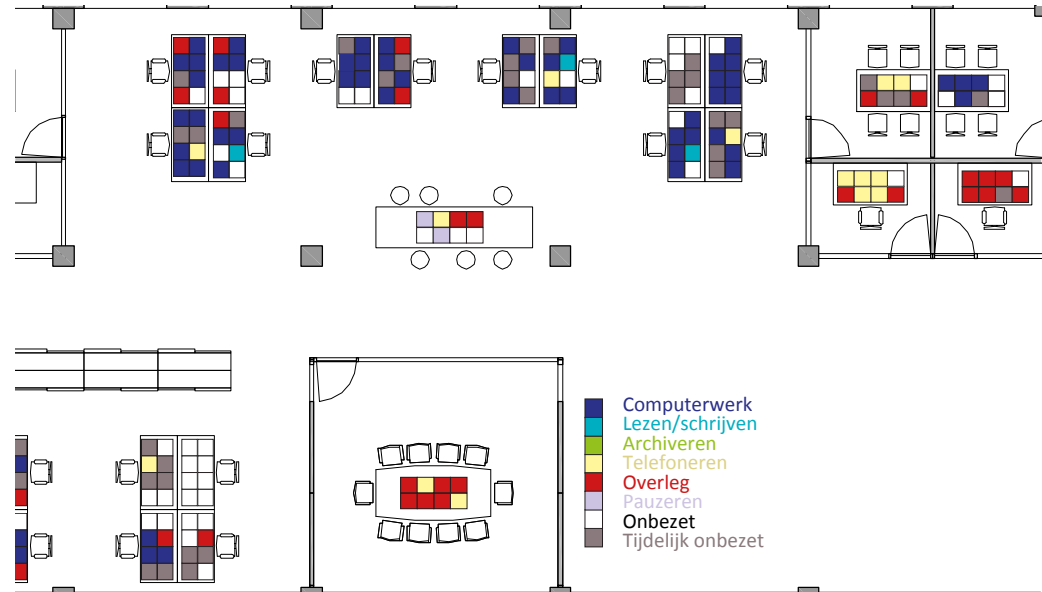 Computerwerk
Lezen/schrijven
Archiveren
Telefoneren
Overleg
Pauzeren
Onbezet
Tijdelijk onbezet